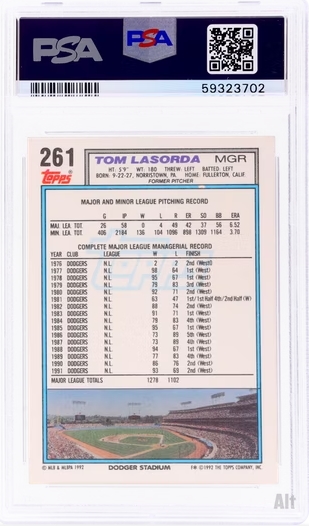 PSA
PSA
59323702
261
topps
TOM LASORDA MGR
HT: 5'9" WT: 180 THREW: LEFT BATTED: LEFT
BORN: 9-22-27, NORRISTOWN, PA. HOME: FULLERTON, CALIF
FORMER PITCHER
MAJOR AND MINOR LEAGUE PITCHING RECORD
G IP W L R ER SO BB ERA
MAJ. LEA. TOT. 26 58 0 4 49 42 37 56 6.52
MIN. LEA. TOT. 406 2184 136 104 1096 898 1309 1164 3.70
COMPLETE MAJOR LEAGUE MANAGERIAL RECORD
YEAR CLUB LEAGUE W L FINISH
1976 DODGERS N.L. 2 2 2nd (West)
1977 DODGERS N.L. 98 64 1st (West)
1978 DODGERS N.L. 95 67 1st (West)
1979 DODGERS N.L. 79 83 3rd (West)
1980 DODGERS N.L. 92 71 2nd (West)
1981 DODGERS N.L. 63 47 1st/1st Half 4th/2nd Half (W)
1982 DODGERS N.L. 88 74 2nd (West)
1983 DODGERS N.L. 91 71 1st (West)
1984 DODGERS N.L. 79 83 4th (West)
1985 DODGERS N.L. 95 67 1st (West)
1986 DODGERS N.L. 73 89 5th (West)
1987 DODGERS N.L. 73 89 4th (West)
1988 DODGERS N.L. 94 67 1st (West)
1989 DODGERS N.L. 77 83 4th (West)
1990 DODGERS N.L. 86 76 2nd (West)
1991 DODGERS N.L. 93 69 2nd (West)
MAJOR LEAGUE TOTALS 1278 1102
© MLB & MLBPA 1992 DODGER STADIUM F® © 1992 THE TOPPS COMPANY, INC.
Alt